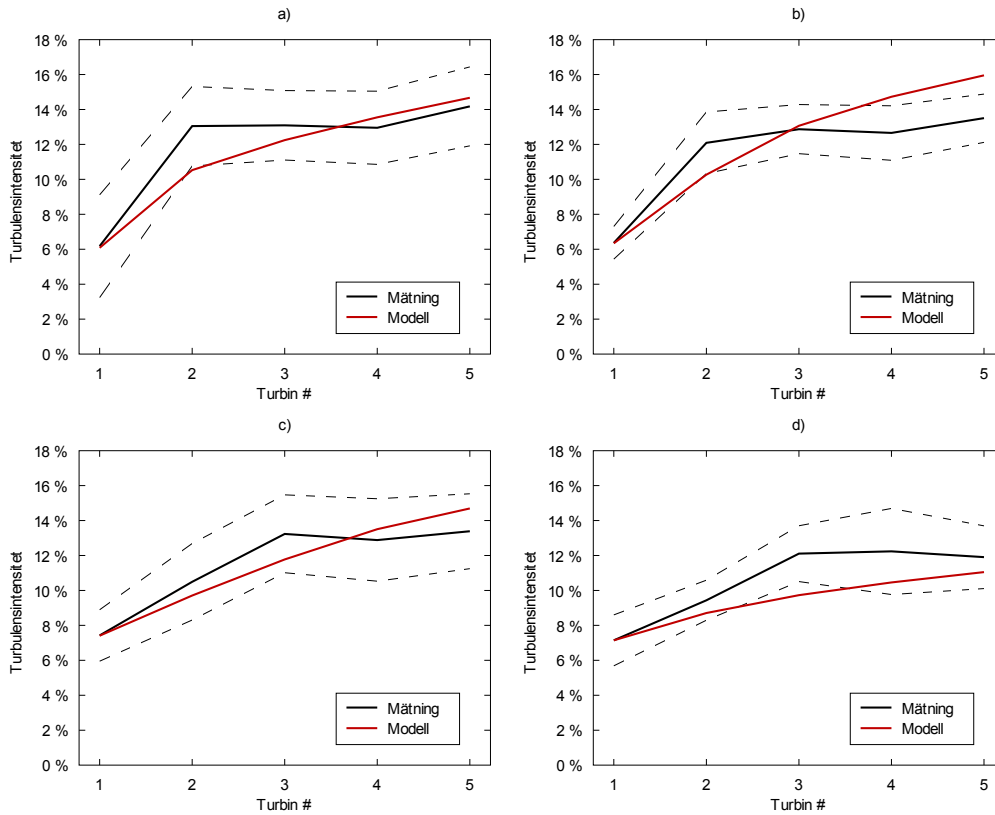 a)
18 %
16 %
14 %
12 %
10 %
8 %
6 %
4 %
2 %
0 %
Turbulensintensitet
Mätning
Modell
1 2 3 4 5
Turbin #
b)
18 %
16 %
14 %
12 %
10 %
8 %
6 %
4 %
2 %
0 %
Turbulensintensitet
Mätning
Modell
1 2 3 4 5
Turbin #
c)
18 %
16 %
14 %
12 %
10 %
8 %
6 %
4 %
2 %
0 %
Turbulensintensitet
Mätning
Modell
1 2 3 4 5
Turbin #
d)
18 %
16 %
14 %
12 %
10 %
8 %
6 %
4 %
2 %
0 %
Turbulensintensitet
Mätning
Modell
1 2 3 4 5
Turbin #